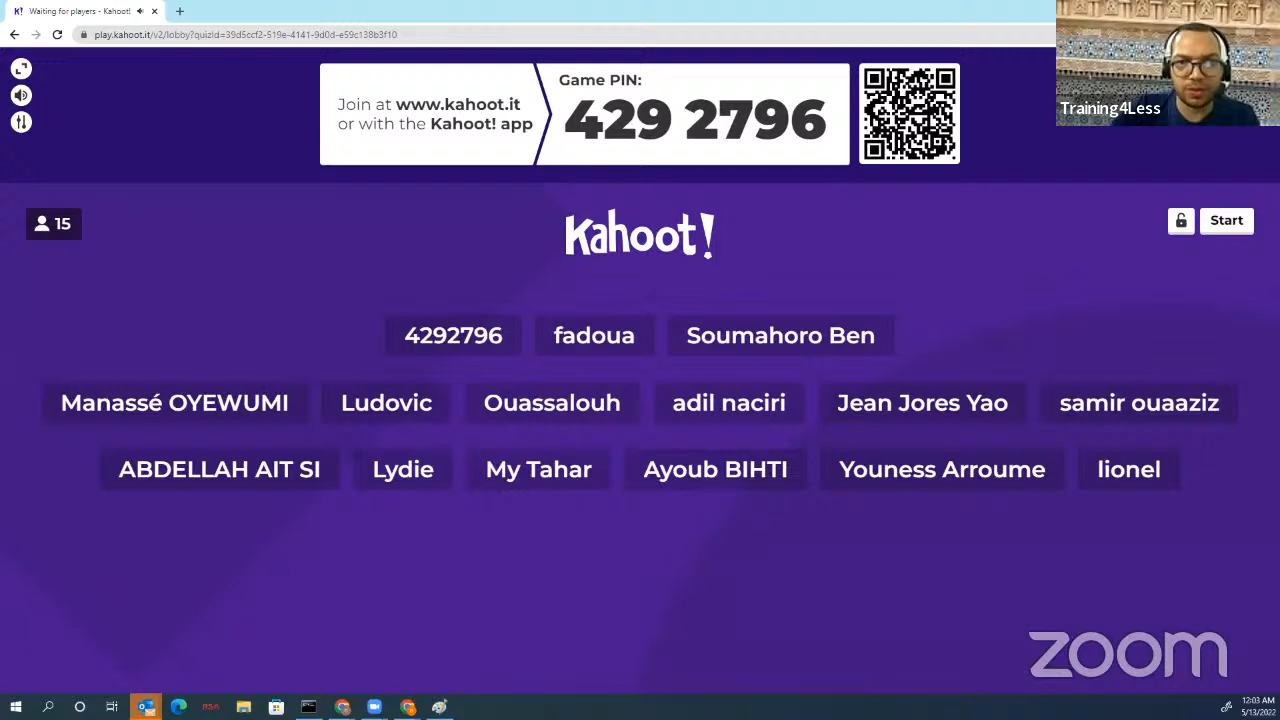 Waiting for players - Kahoot!
play.kahoot.it/v2/lobby?quizId=39d5ccf2-519e-4141-9d0d-e59b138b3f10
Join at www.kahoot.it
or with the Kahoot! app
Game PIN:
429 2796
Training4Less
15
Kahoot!
Start
4292796 fadoua Soumahoro Ben
Manassé OYEWUMI Ludovic Ouassalouh adil naciri Jean Jores Yao samir ouaaziz
ABDELLAH AIT SI Lydie My Tahar Ayoub BIHTI Youness Arroume lionel
zoom
RSA
12:03 AM
5/13/2022